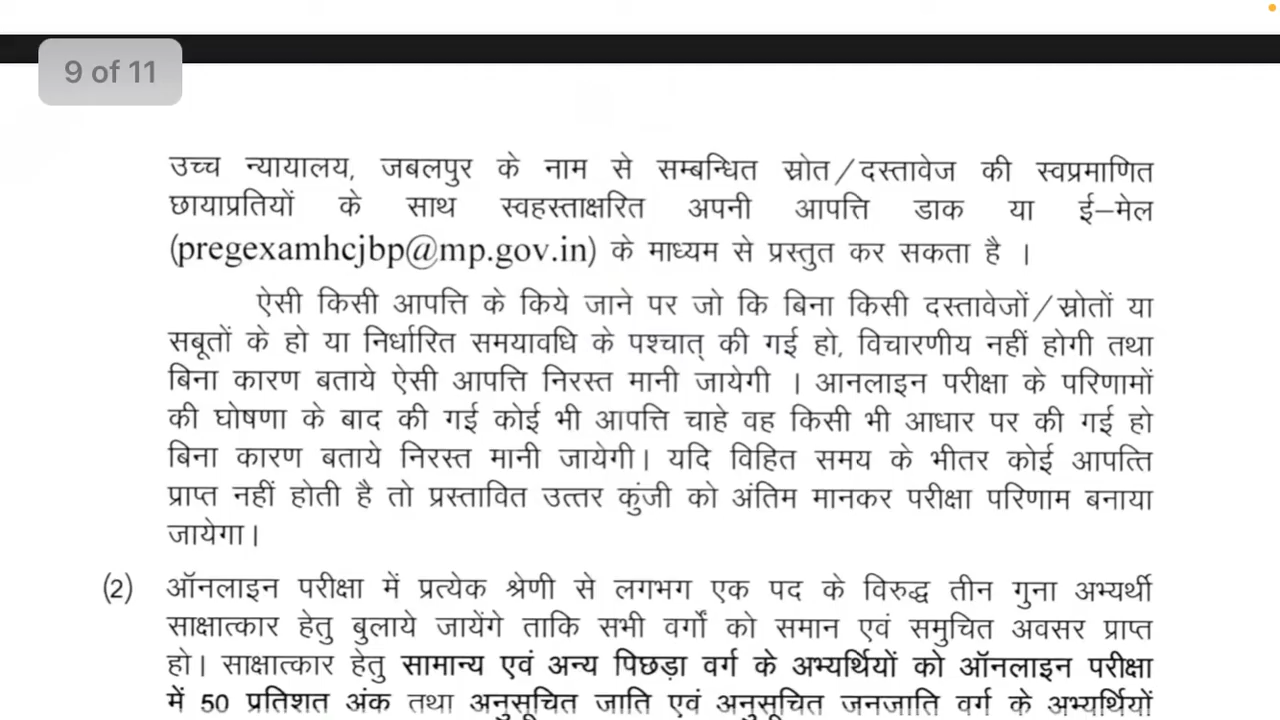 9 of 11
उच्च न्यायालय, जबलपुर के नाम से सम्बन्धित स्रोत/दस्तावेज की स्वप्रमाणित
छायाप्रतियों के साथ स्वहस्ताक्षरित अपनी आपत्ति डाक या ई–मेल
(pregexamhcjbp@mp.gov.in) के माध्यम से प्रस्तुत कर सकता है ।
ऐसी किसी आपत्ति के किये जाने पर जो कि बिना किसी दस्तावेजों/स्रोतों या
सबूतों के हो या निर्धारित समयावधि के पश्चात् की गई हो, विचारणीय नहीं होगी तथा
बिना कारण बताये ऐसी आपत्ति निरस्त मानी जायेगी । आनलाइन परीक्षा के परिणामों
की घोषणा के बाद की गई कोई भी आपत्ति चाहे वह किसी भी आधार पर की गई हो
बिना कारण बताये निरस्त मानी जायेगी। यदि विहित समय के भीतर कोई आपत्ति
प्राप्त नहीं होती है तो प्रस्तावित उत्तर कुंजी को अंतिम मानकर परीक्षा परिणाम बनाया
जायेगा।
(2) ऑनलाइन परीक्षा में प्रत्येक श्रेणी से लगभग एक पद के विरुद्ध तीन गुना अभ्यर्थी
साक्षात्कार हेतु बुलाये जायेंगे ताकि सभी वर्गों को समान एवं समुचित अवसर प्राप्त
हो। साक्षात्कार हेतु सामान्य एवं अन्य पिछड़ा वर्ग के अभ्यर्थियों को ऑनलाइन परीक्षा
में 50 प्रतिशत अंक तथा अनुसूचित जाति एवं अनुसूचित जनजाति वर्ग के अभ्यर्थियों